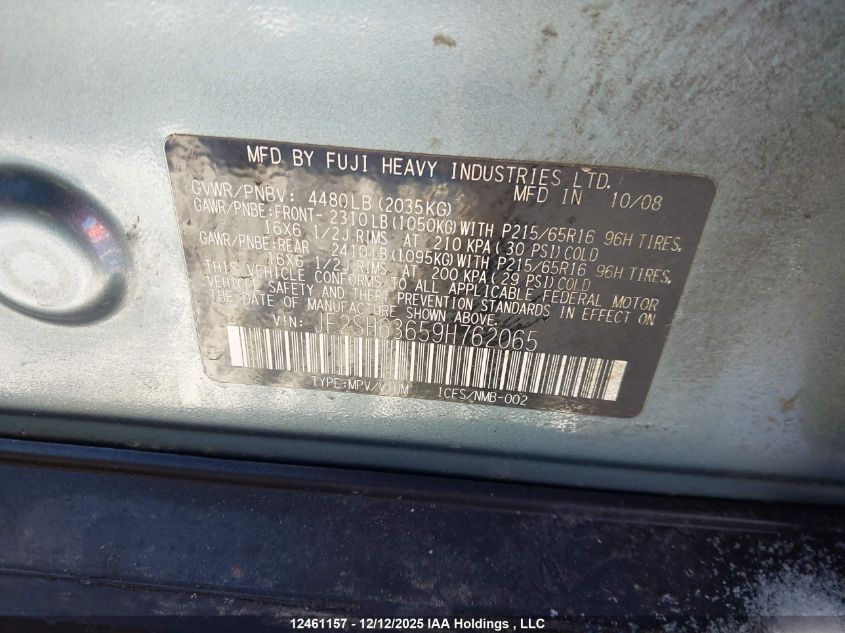 MFD BY FUJI HEAVY INDUSTRIES LTD.
MFD IN 10/08
GVWR/PNBV: 4480LB(2035KG)
GAWR/PNBE:FRONT- 2310LB(1050KG)WITH P215/65R16 96H TIRES,
16X6 1/2J RIMS, AT 210 KPA(30 PSI)COLD
GAWR/PNBE:REAR -2410LB(1095KG)WITH P215/65R16 96H TIRES,
16X6 1/2J RIMS, AT 200 KPA(29 PSI)COLD
THIS VEHICLE CONFORMS TO ALL APPLICABLE FEDERAL MOTOR
VEHICLE SAFETY AND THEFT PREVENTION STANDARDS IN EFFECT ON
THE DATE OF MANUFACTURE SHOWN ABOVE.
VIN: JF2SH63659H762065
TYPE:MPV/VTUM 1CFS/NMB-002
12461157 - 12/12/2025 IAA Holdings , LLC